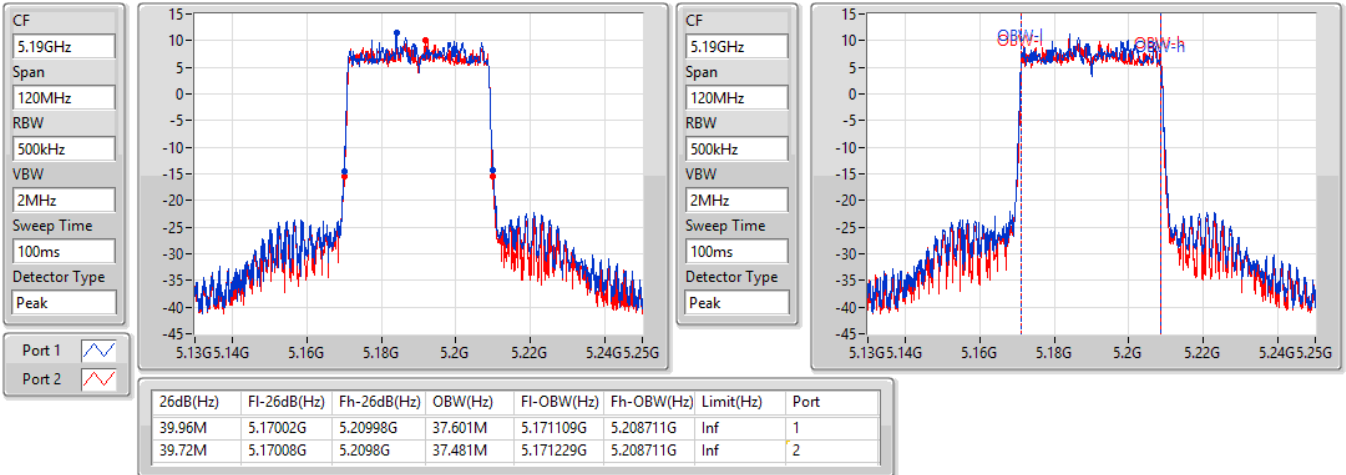 CF
5.19GHz
Span
120MHz
RBW
500kHz
VBW
2MHz
Sweep Time
100ms
Detector Type
Peak
Port 1
Port 2
15
10
5
0
-5
-10
-15
-20
-25
-30
-35
-40
-45
5.13G 5.14G 5.16G 5.18G 5.2G 5.22G 5.24G 5.25G
CF
5.19GHz
Span
120MHz
RBW
500kHz
VBW
2MHz
Sweep Time
100ms
Detector Type
Peak
15
10
5
0
-5
-10
-15
-20
-25
-30
-35
-40
-45
OBW-l OBW-h
OBW-l OBW-h
5.13G 5.14G 5.16G 5.18G 5.2G 5.22G 5.24G 5.25G
26dB(Hz) Fl-26dB(Hz) Fh-26dB(Hz) OBW(Hz) Fl-OBW(Hz) Fh-OBW(Hz) Limit(Hz) Port
39.96M 5.17002G 5.20998G 37.601M 5.171109G 5.208711G Inf 1
39.72M 5.17008G 5.2098G 37.481M 5.171229G 5.208711G Inf 2